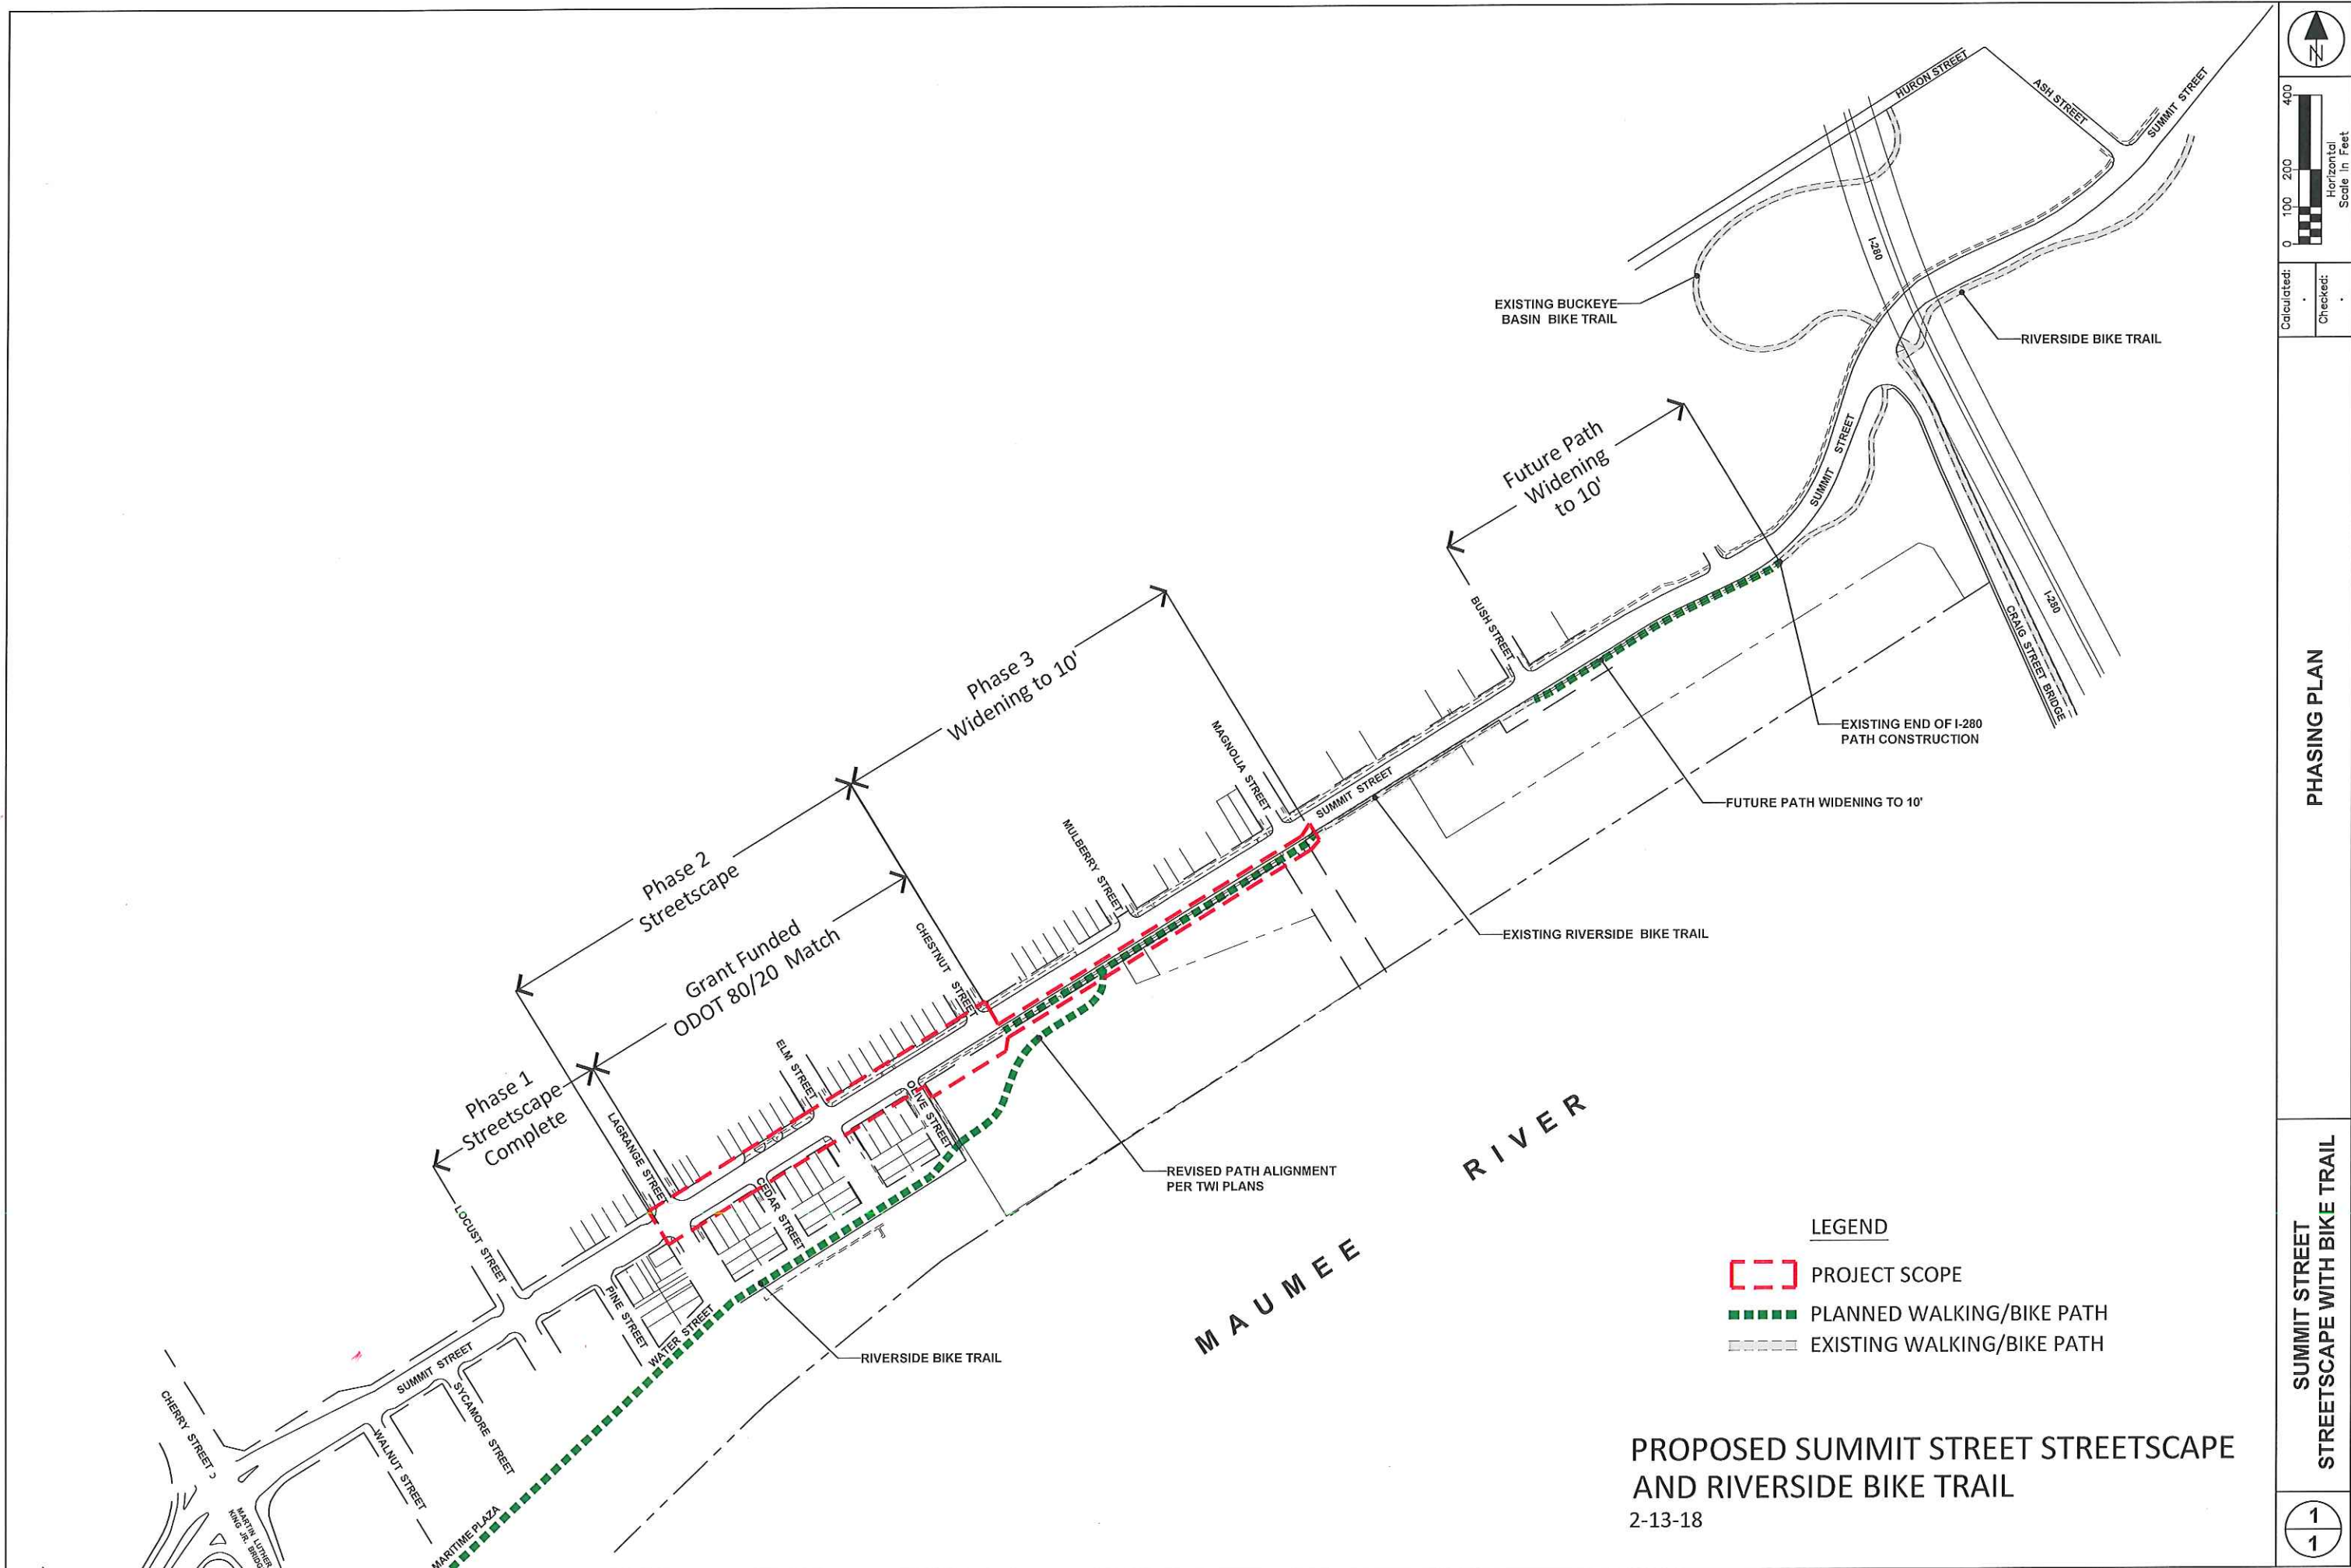 HURON STREET
ASH STREET
SUMMIT STREET
I-280
EXISTING BUCKEYE
BASIN BIKE TRAIL
RIVERSIDE BIKE TRAIL
Future Path
Widening
to 10'
SUMMIT STREET
BUSH STREET
I-280
CRAIG STREET BRIDGE
Phase 3
Widening to 10'
MAGNOLIA STREET
EXISTING END OF I-280
PATH CONSTRUCTION
SUMMIT STREET
FUTURE PATH WIDENING TO 10'
MULBERRY STREET
Phase 2
Streetscape
EXISTING RIVERSIDE BIKE TRAIL
Grant Funded
ODOT 80/20 Match
CHESTNUT STREET
ELM STREET
Phase 1
Streetscape
Complete
OLIVE STREET
LAGRANGE STREET
REVISED PATH ALIGNMENT
PER TWI PLANS
CEDAR STREET
LOCUST STREET
PINE STREET
WATER STREET
RIVERSIDE BIKE TRAIL
SUMMIT STREET
SYCAMORE STREET
CHERRY STREET
WALNUT STREET
MARTIN LUTHER
KING JR. BRIDG
MARITIME PLAZA
MAUMEE RIVER
LEGEND
PROJECT SCOPE
PLANNED WALKING/BIKE PATH
EXISTING WALKING/BIKE PATH
PROPOSED SUMMIT STREET STREETSCAPE
AND RIVERSIDE BIKE TRAIL
2-13-18
N
0 100 200 400
Horizontal
Scale In Feet
Calculated:
Checked:
PHASING PLAN
SUMMIT STREET
STREETSCAPE WITH BIKE TRAIL
1
1